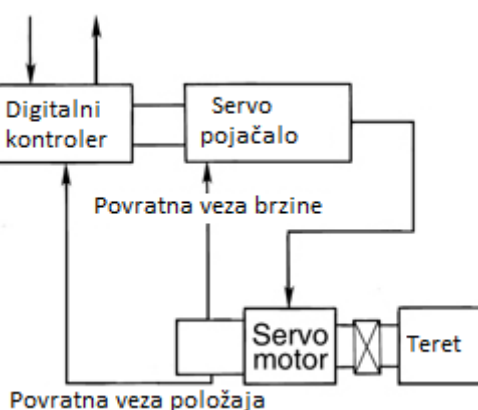 Digitalni
kontroler
Servo
pojačalo
Povratna veza brzine
Servo
motor
Teret
Povratna veza položaja